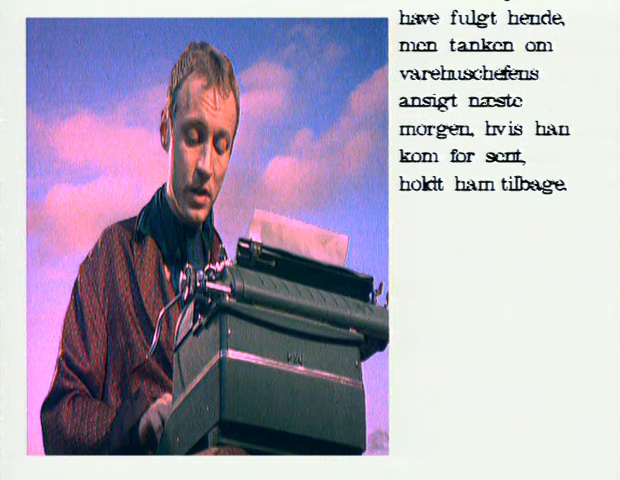 have fulgt hende,
men tanken om
varehuschefens
ansigt næste
morgen, hvis han
kom for sent,
holdt ham tilbage.